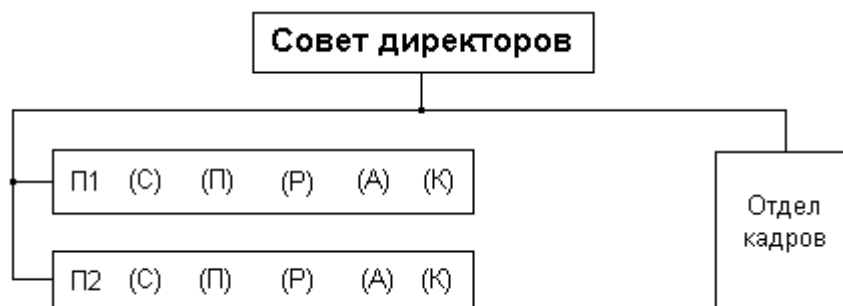 Совет директоров
П1 (С) (П) (Р) (А) (К)
П2 (С) (П) (Р) (А) (К)
Отдел
кадров